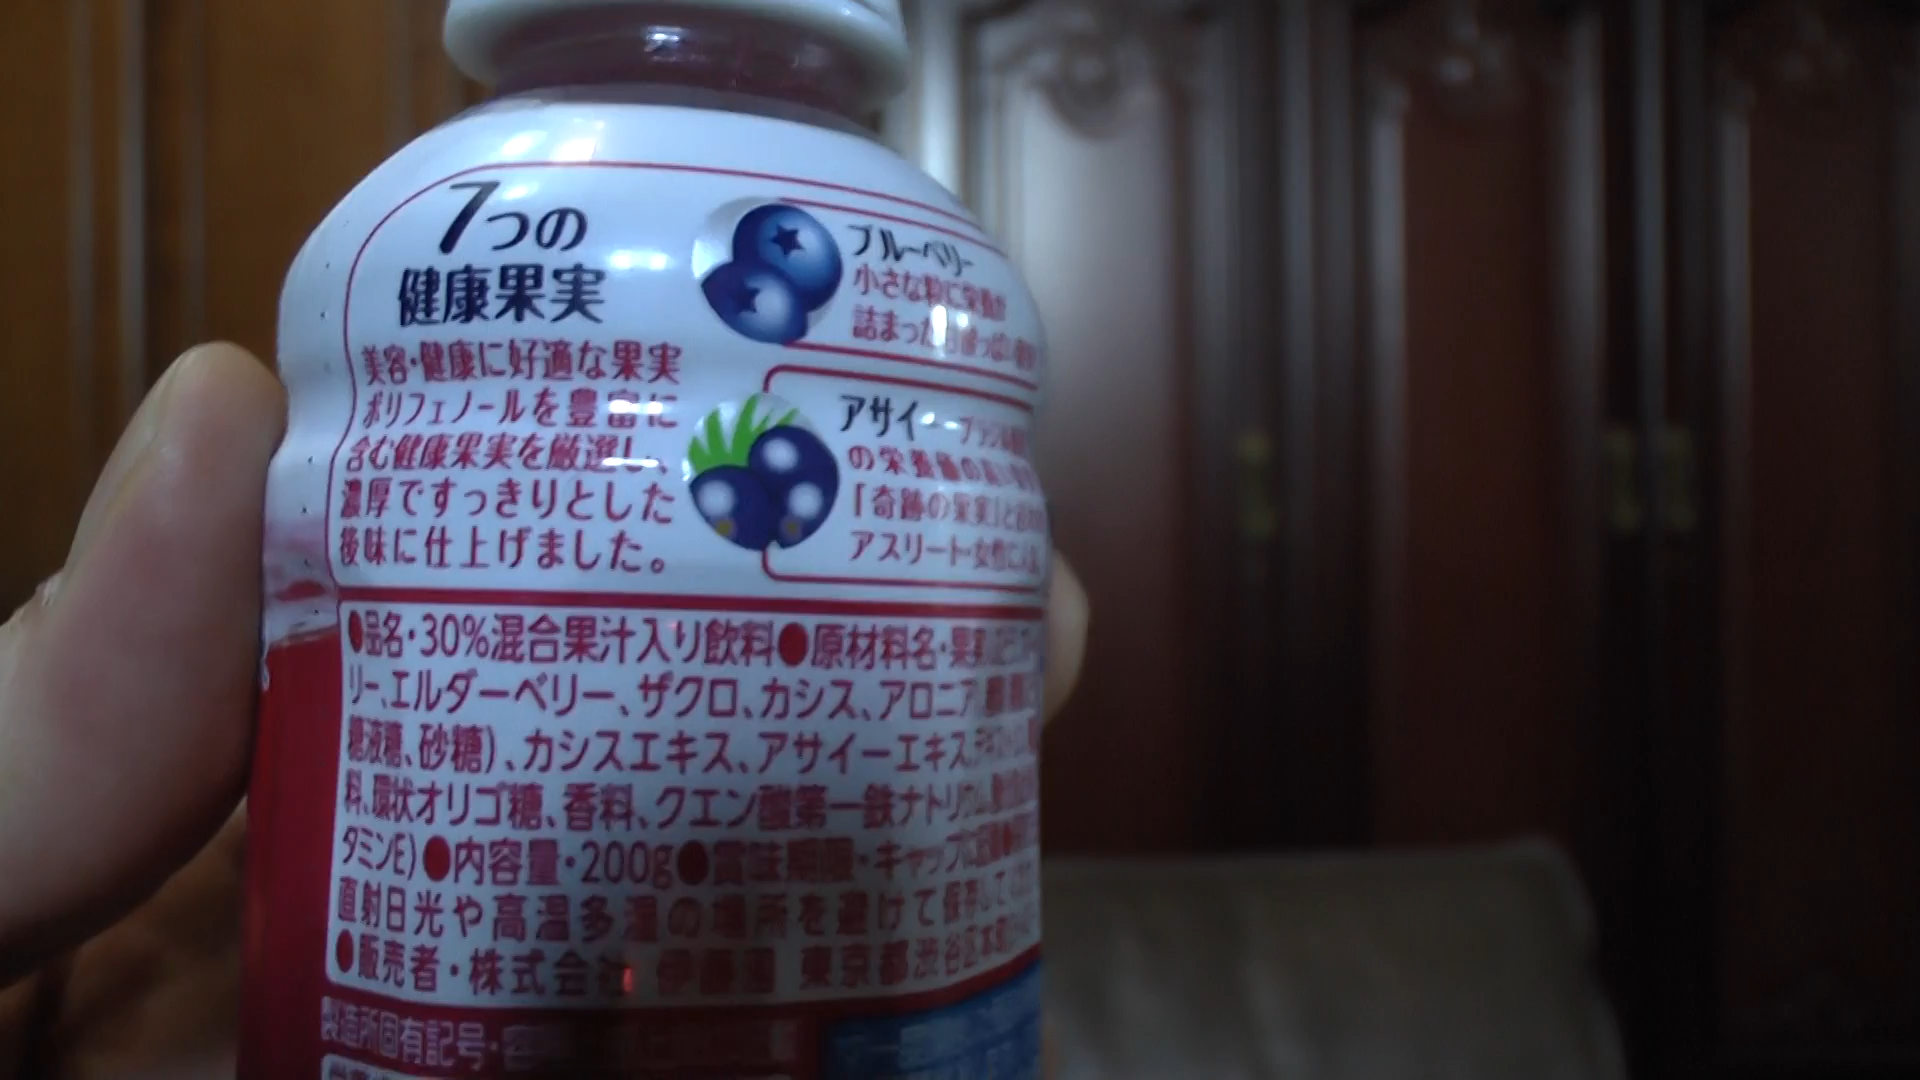 7つの
健康果実
美容・健康に好適な果実
ポリフェノールを豊富に
含む健康果実を厳選し、
濃厚ですっきりとした
後味に仕上げました。
ブルーベリー
小さな粒に栄養が
詰まった
アサイー
の栄養価の高い
「奇跡の果実」と
アスリート・女性に
●品名・30%混合果汁入り飲料●原材料名・果実
リー、エルダーベリー、ザクロ、カシス、アロニア
糖液糖、砂糖)、カシスエキス、アサイーエキス、
料、環状オリゴ糖、香料、クエン酸第一鉄ナトリウム、
タミンE)●内容量・200g●賞味期限・キャップに記載●
直射日光や高温多湿の場所を避けて保存して
●販売者・株式会社 伊藤園 東京都渋谷区本町
製造所固有記号・